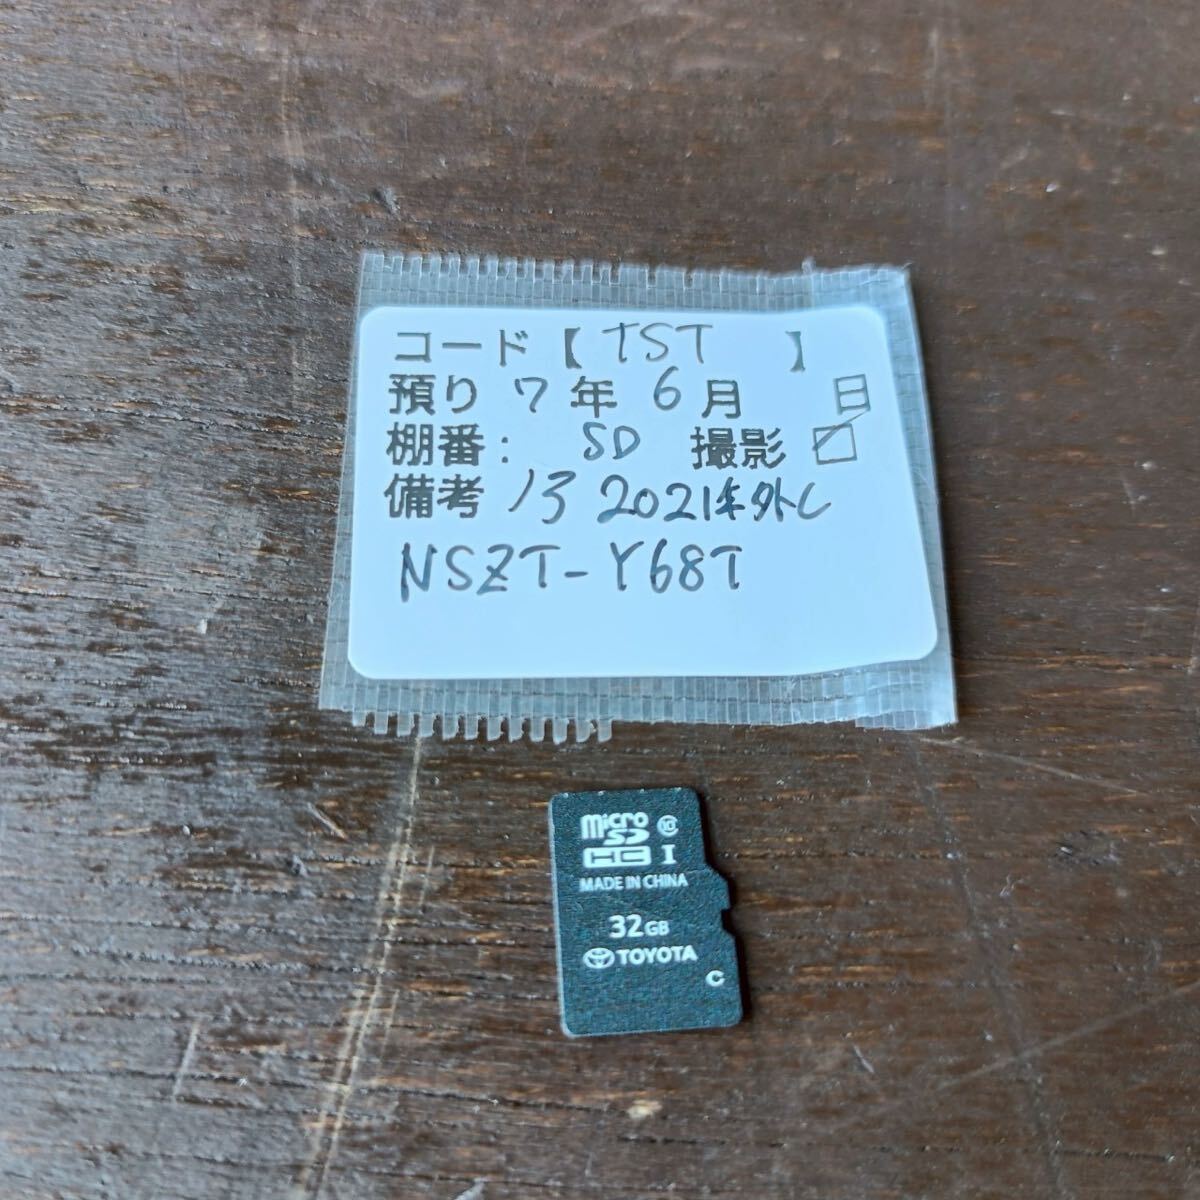 コード【 TST 】
預り 7年 6月 日
棚番: SD 撮影
備考 13 2021年外し
NSZT-Y68T
micro SD HC I 10
MADE IN CHINA
32GB
TOYOTA
C